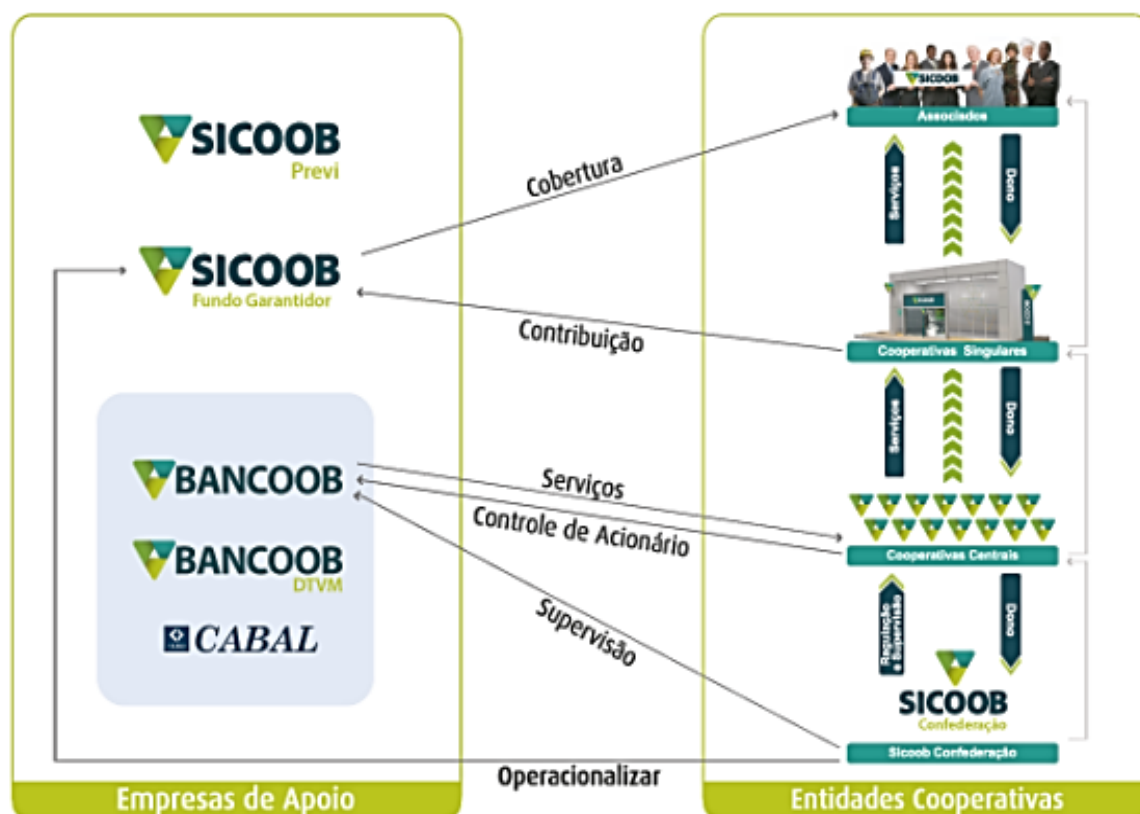 SICOOB
Previ
SICOOB
Fundo Garantidor
BANCOOB
BANCOOB
DTVM
CABAL
Empresas de Apoio
Cobertura
Contribuição
Serviços
Controle de Acionário
Supervisão
Operacionalizar
SICOOB
Associados
Serviços
Dono
Cooperativas Singulares
Serviços
Dono
Cooperativas Centrais
Regulação
e Supervisão
Dono
SICOOB
Confederação
Sicoob Confederação
Entidades Cooperativas